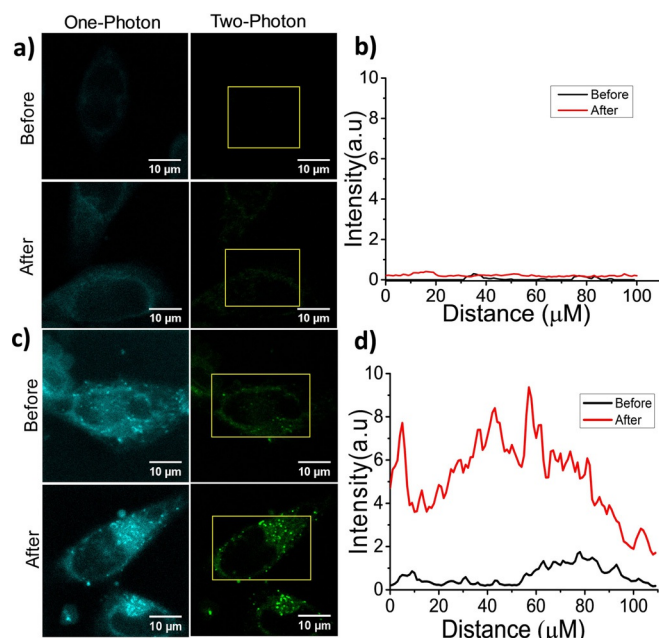 One-Photon Two-Photon
a)
Before
10 µm
10 µm
After
10 µm
10 µm
c)
Before
10 µm
10 µm
After
10 µm
10 µm
b)
Before
After
Intensity(a.u)
10
8
6
4
2
0
0 20 40 60 80 100
Distance (µM)
d)
Before
After
Intensity(a.u)
10
8
6
4
2
0
0 20 40 60 80 100
Distance (µM)